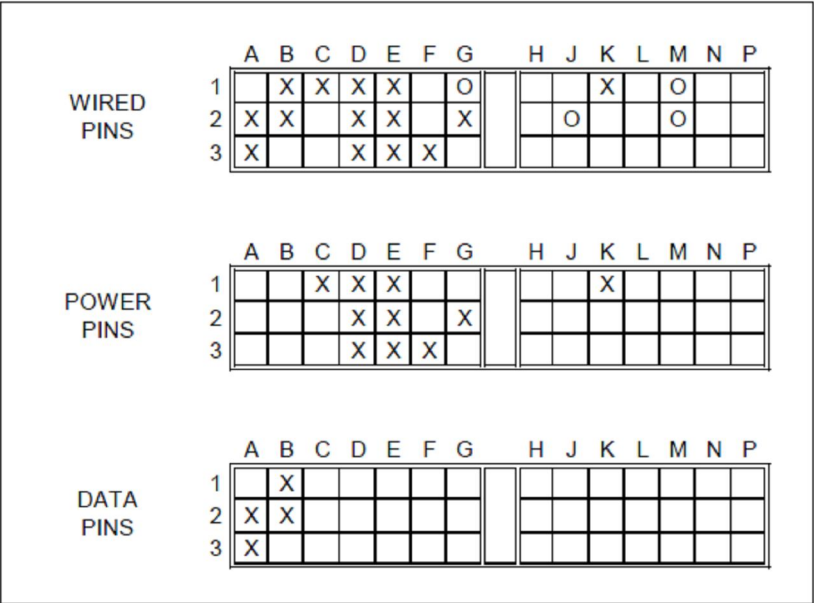 A B C D E F G H J K L M N P
WIRED PINS
1 X X X X O X O
2 X X X X X O O
3 X X X X
A B C D E F G H J K L M N P
POWER PINS
1 X X X X
2 X X X
3 X X X
A B C D E F G H J K L M N P
DATA PINS
1 X
2 X X
3 X